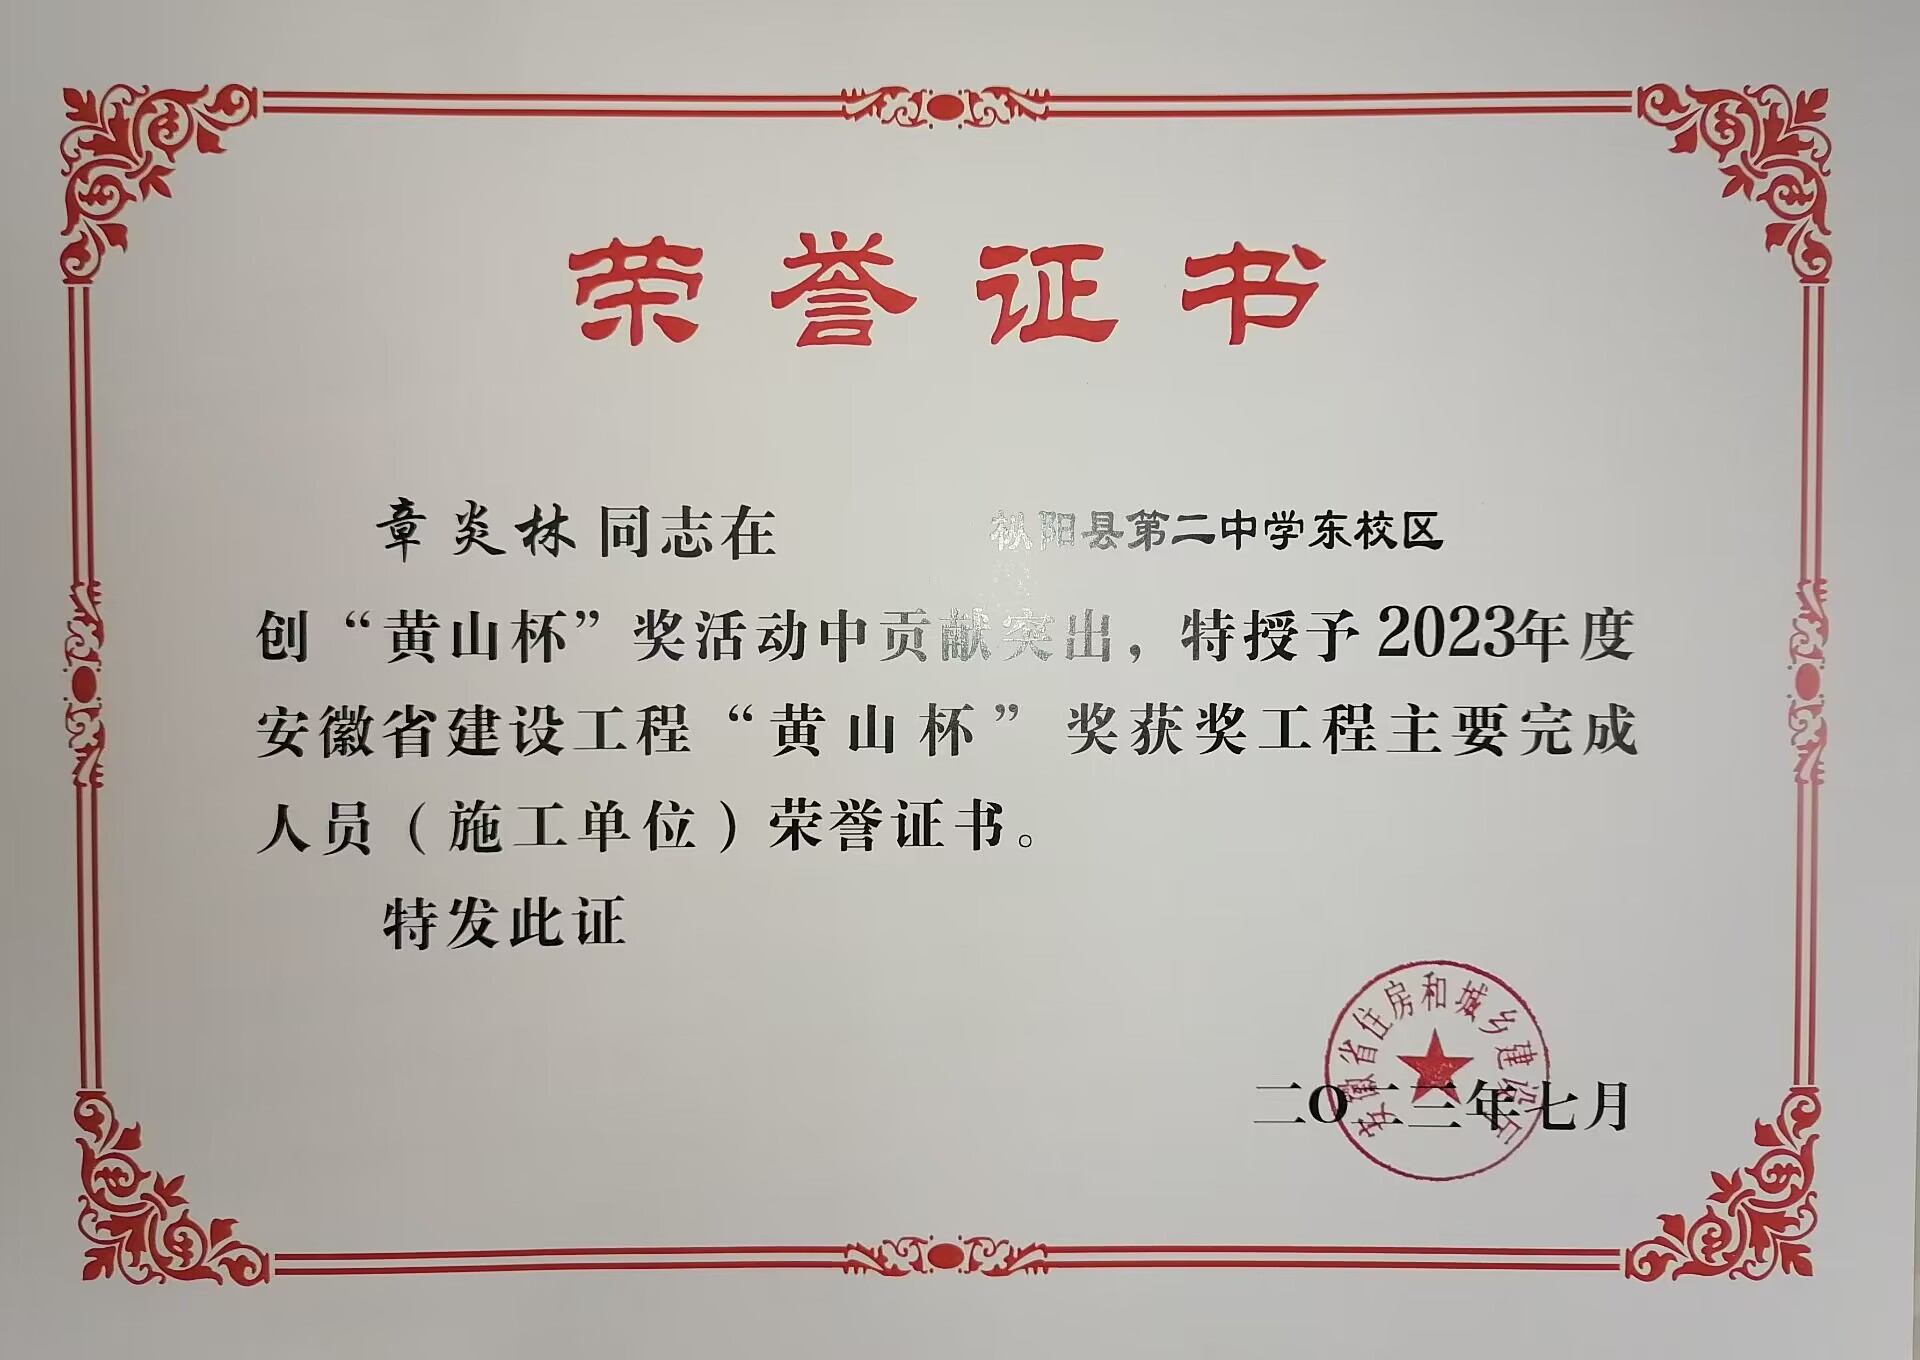 荣誉证书
章炎林同志在 枞阳县第二中学东校区
创“黄山杯”奖活动中贡献突出，特授予2023年度
安徽省建设工程“黄山杯”奖获奖工程主要完成
人员（施工单位）荣誉证书。
特发此证
安徽省住房和城乡建设厅
二〇二三年七月